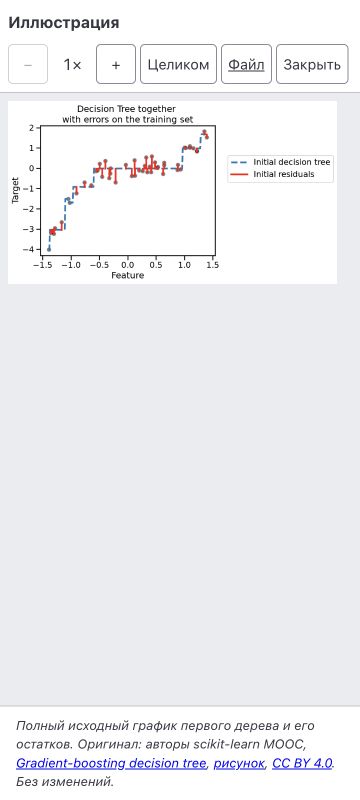 Иллюстрация
− 1× + Целиком Файл Закрыть
Decision Tree together
with errors on the training set
2
1
0
−1
−2
−3
−4
Target
−1.5 −1.0 −0.5 0.0 0.5 1.0 1.5
Feature
Initial decision tree
Initial residuals
Полный исходный график первого дерева и его
остатков. Оригинал: авторы scikit-learn MOOC,
Gradient-boosting decision tree, рисунок, CC BY 4.0.
Без изменений.